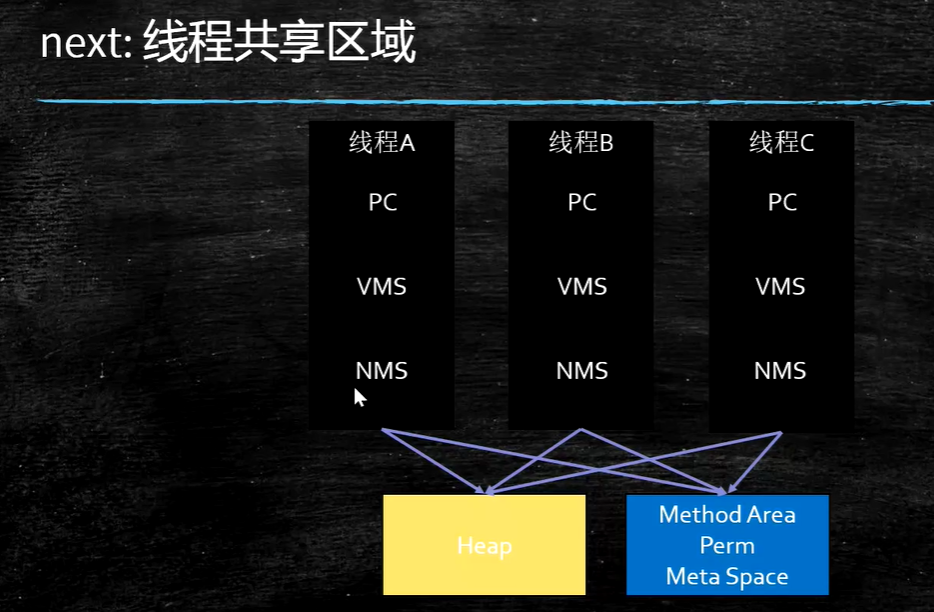 next: 线程共享区域
线程A
PC
VMS
NMS
线程B
PC
VMS
NMS
线程C
PC
VMS
NMS
Heap
Method Area
Perm
Meta Space